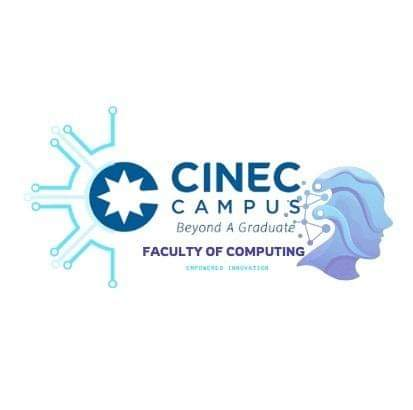 CINEC
CAMPUS
Beyond A Graduate
FACULTY OF COMPUTING
EMPOWERED INNOVATION